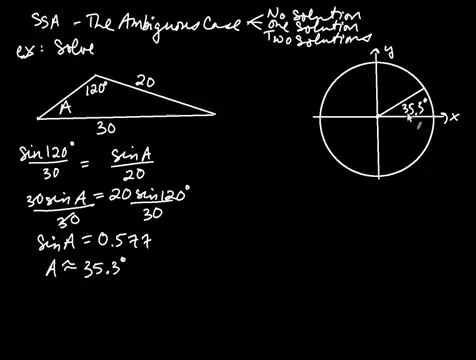 SSA - The Ambiguous Case < No Solution
One Solution
Two Solutions
ex: Solve
120° 20
A
30
sin120°/30 = sinA/20
30sinA/30 = 20sin120°/30
sinA = 0.577
A ≈ 35.3°
y
35.3°
x